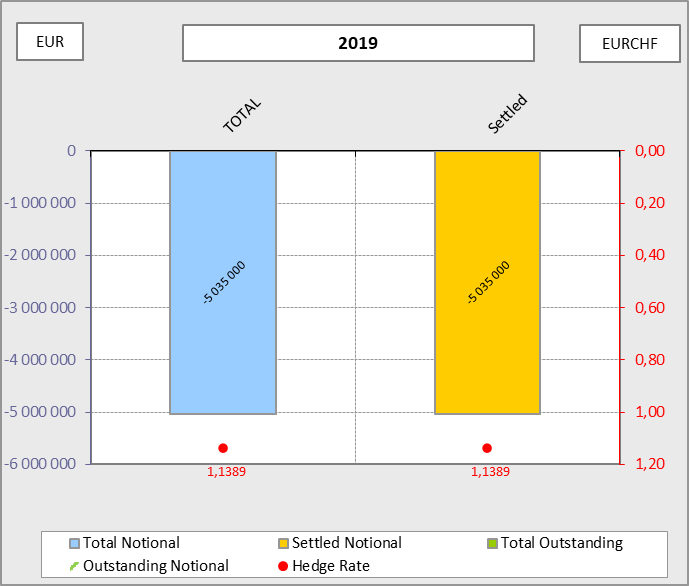 EUR
2019
EURCHF
TOTAL
Settled
0
0,00
-1 000 000
0,20
-2 000 000
0,40
-5 035 000
-5 035 000
-3 000 000
0,60
-4 000 000
0,80
-5 000 000
1,00
-6 000 000
1,20
1,1389
1,1389
Total Notional
Settled Notional
Total Outstanding
Outstanding Notional
Hedge Rate